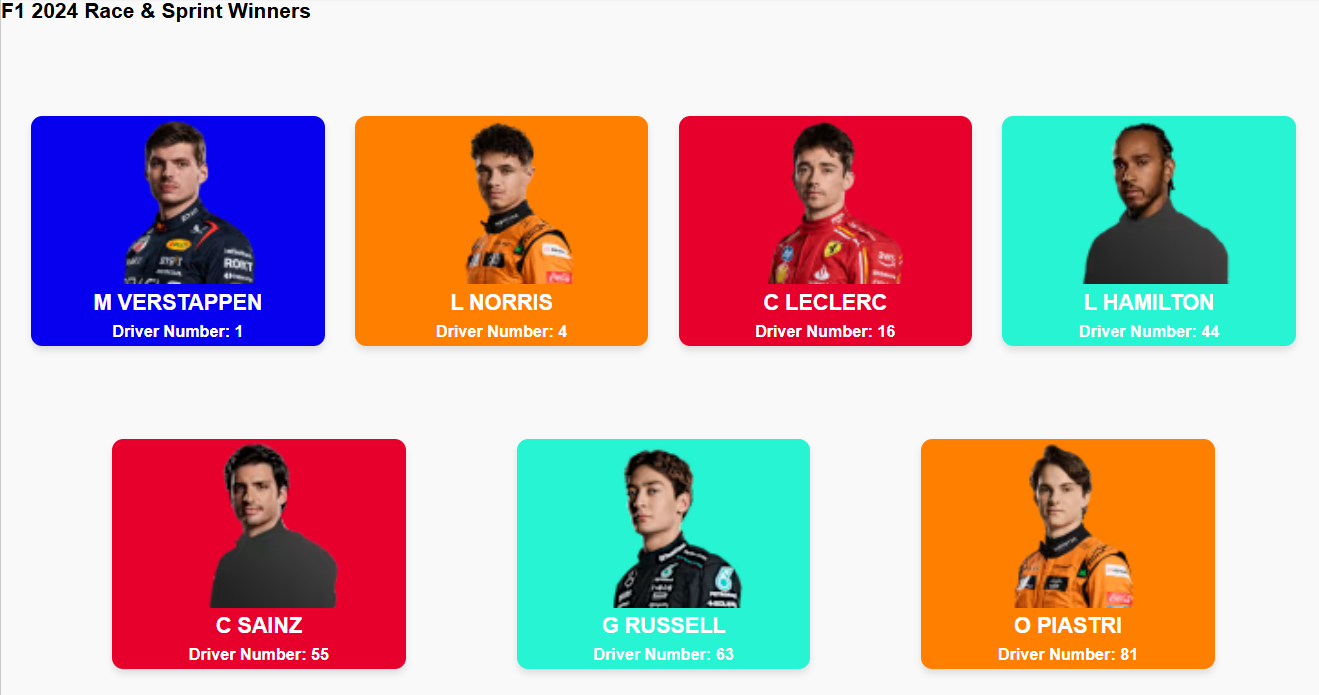 F1 2024 Race & Sprint Winners
M VERSTAPPEN
Driver Number: 1
L NORRIS
Driver Number: 4
C LECLERC
Driver Number: 16
L HAMILTON
Driver Number: 44
C SAINZ
Driver Number: 55
G RUSSELL
Driver Number: 63
O PIASTRI
Driver Number: 81